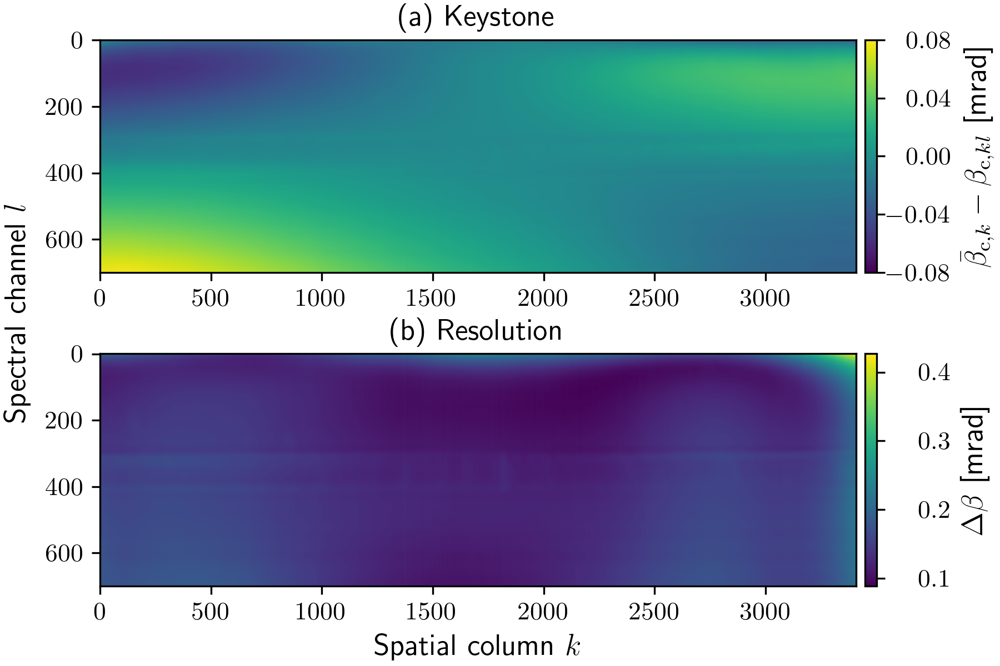 (a) Keystone
0
200
400
600
0 500 1000 1500 2000 2500 3000
0.08
0.04
0.00
−0.04
−0.08
β̄c,k − βc,kl [mrad]
Spectral channel l
(b) Resolution
0
200
400
600
0 500 1000 1500 2000 2500 3000
0.4
0.3
0.2
0.1
Δβ [mrad]
Spatial column k